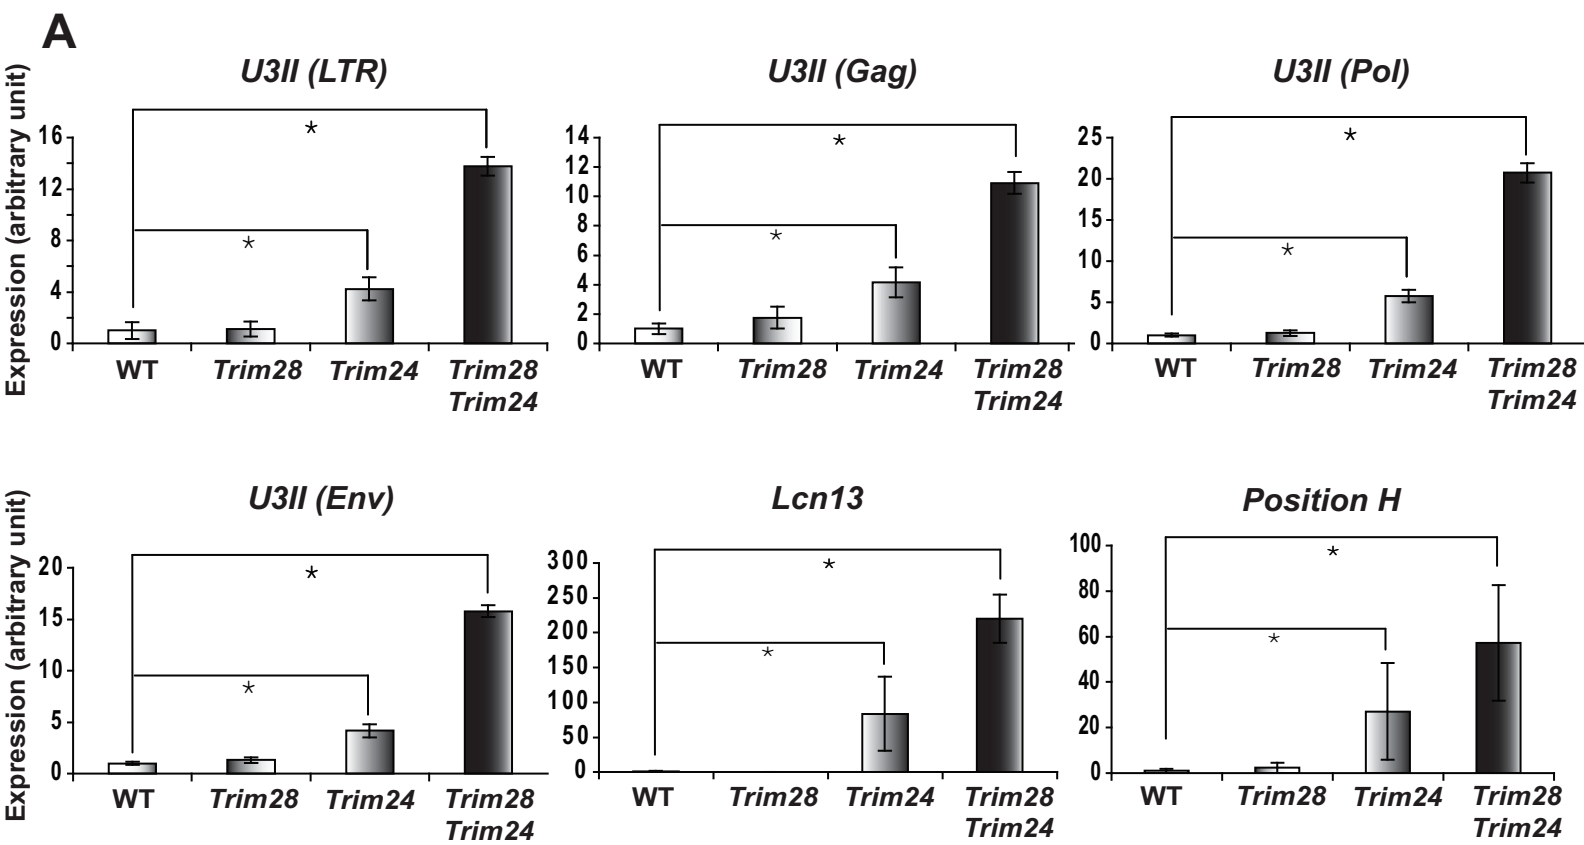 A
U3II (LTR)
U3II (Gag)
U3II (Pol)
Expression (arbitrary unit)
16
12
8
4
0
*
*
WT
Trim28
Trim24
Trim28
Trim24
14
12
10
8
6
4
2
0
*
*
WT
Trim28
Trim24
Trim28
Trim24
25
20
15
10
5
0
*
*
WT
Trim28
Trim24
Trim28
Trim24
U3II (Env)
Lcn13
Position H
Expression (arbitrary unit)
20
15
10
5
0
*
*
WT
Trim28
Trim24
Trim28
Trim24
300
250
200
150
100
50
0
*
*
WT
Trim28
Trim24
Trim28
Trim24
100
80
60
40
20
0
*
*
WT
Trim28
Trim24
Trim28
Trim24